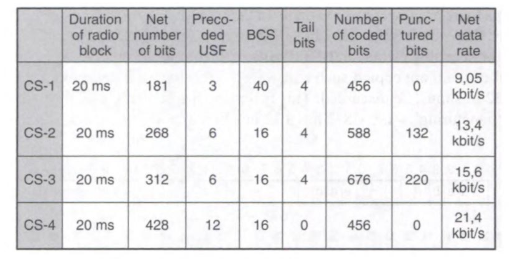 Duration of radio block | Net number of bits | Preco-ded USF | BCS | Tail bits | Number of coded bits | Punc-tured bits | Net data rate
CS-1 | 20 ms | 181 | 3 | 40 | 4 | 456 | 0 | 9,05 kbit/s
CS-2 | 20 ms | 268 | 6 | 16 | 4 | 588 | 132 | 13,4 kbit/s
CS-3 | 20 ms | 312 | 6 | 16 | 4 | 676 | 220 | 15,6 kbit/s
CS-4 | 20 ms | 428 | 12 | 16 | 0 | 456 | 0 | 21,4 kbit/s